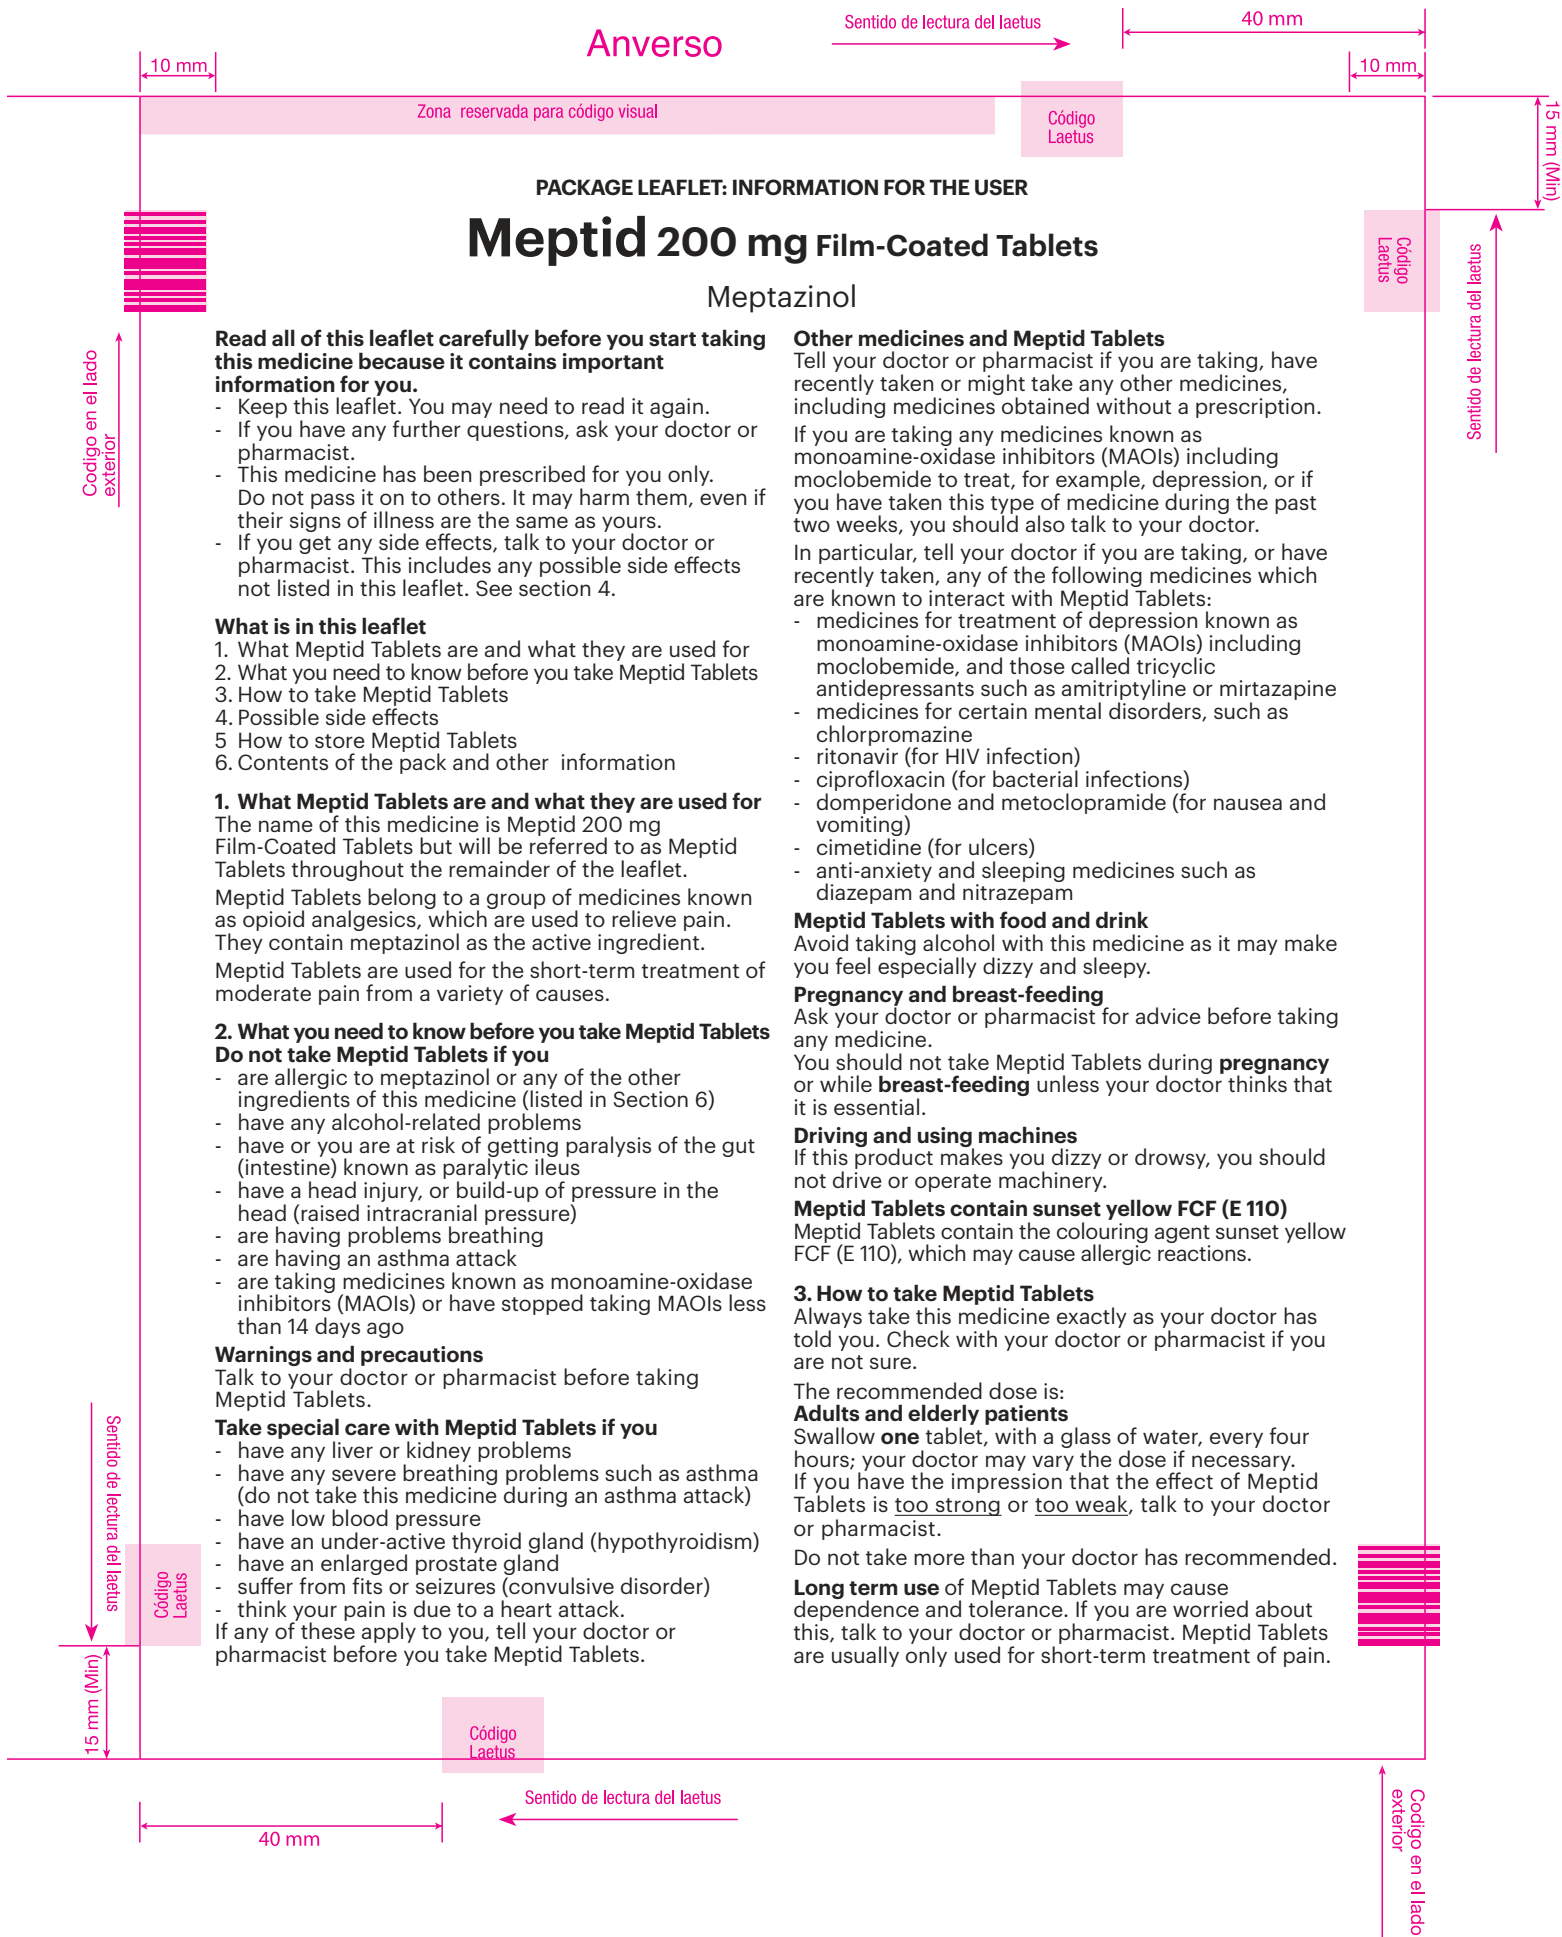 Anverso
Sentido de lectura del laetus
40 mm
10 mm
10 mm
Zona  reservada para código visual
Código
Laetus
15 mm (Min)
PACKAGE LEAFLET: INFORMATION FOR THE USER
Meptid 200 mg Film-Coated Tablets
Meptazinol
Código
Laetus
Sentido de lectura del laetus
Codigo en el lado
exterior
Read all of this leaflet carefully before you start taking
this medicine because it contains important
information for you.
- Keep this leaflet. You may need to read it again.
- If you have any further questions, ask your doctor or
pharmacist.
- This medicine has been prescribed for you only.
Do not pass it on to others. It may harm them, even if
their signs of illness are the same as yours.
- If you get any side effects, talk to your doctor or
pharmacist. This includes any possible side effects
not listed in this leaflet. See section 4.
What is in this leaflet
1. What Meptid Tablets are and what they are used for
2. What you need to know before you take Meptid Tablets
3. How to take Meptid Tablets
4. Possible side effects
5 How to store Meptid Tablets
6. Contents of the pack and other  information
1. What Meptid Tablets are and what they are used for
The name of this medicine is Meptid 200 mg
Film-Coated Tablets but will be referred to as Meptid
Tablets throughout the remainder of the leaflet.
Meptid Tablets belong to a group of medicines known
as opioid analgesics, which are used to relieve pain.
They contain meptazinol as the active ingredient.
Meptid Tablets are used for the short-term treatment of
moderate pain from a variety of causes.
2. What you need to know before you take Meptid Tablets
Do not take Meptid Tablets if you
- are allergic to meptazinol or any of the other
ingredients of this medicine (listed in Section 6)
- have any alcohol-related problems
- have or you are at risk of getting paralysis of the gut
(intestine) known as paralytic ileus
- have a head injury, or build-up of pressure in the
head (raised intracranial pressure)
- are having problems breathing
- are having an asthma attack
- are taking medicines known as monoamine-oxidase
inhibitors (MAOIs) or have stopped taking MAOIs less
than 14 days ago
Warnings and precautions
Talk to your doctor or pharmacist before taking
Meptid Tablets.
Take special care with Meptid Tablets if you
- have any liver or kidney problems
- have any severe breathing problems such as asthma
(do not take this medicine during an asthma attack)
- have low blood pressure
- have an under-active thyroid gland (hypothyroidism)
- have an enlarged prostate gland
- suffer from fits or seizures (convulsive disorder)
- think your pain is due to a heart attack.
If any of these apply to you, tell your doctor or
pharmacist before you take Meptid Tablets.
Other medicines and Meptid Tablets
Tell your doctor or pharmacist if you are taking, have
recently taken or might take any other medicines,
including medicines obtained without a prescription.
If you are taking any medicines known as
monoamine-oxidase inhibitors (MAOIs) including
moclobemide to treat, for example, depression, or if
you have taken this type of medicine during the past
two weeks, you should also talk to your doctor.
In particular, tell your doctor if you are taking, or have
recently taken, any of the following medicines which
are known to interact with Meptid Tablets:
- medicines for treatment of depression known as
monoamine-oxidase inhibitors (MAOIs) including
moclobemide, and those called tricyclic
antidepressants such as amitriptyline or mirtazapine
- medicines for certain mental disorders, such as
chlorpromazine
- ritonavir (for HIV infection)
- ciprofloxacin (for bacterial infections)
- domperidone and metoclopramide (for nausea and
vomiting)
- cimetidine (for ulcers)
- anti-anxiety and sleeping medicines such as
diazepam and nitrazepam
Meptid Tablets with food and drink
Avoid taking alcohol with this medicine as it may make
you feel especially dizzy and sleepy.
Pregnancy and breast-feeding
Ask your doctor or pharmacist for advice before taking
any medicine.
You should not take Meptid Tablets during pregnancy
or while breast-feeding unless your doctor thinks that
it is essential.
Driving and using machines
If this product makes you dizzy or drowsy, you should
not drive or operate machinery.
Meptid Tablets contain sunset yellow FCF (E 110)
Meptid Tablets contain the colouring agent sunset yellow
FCF (E 110), which may cause allergic reactions.
3. How to take Meptid Tablets
Always take this medicine exactly as your doctor has
told you. Check with your doctor or pharmacist if you
are not sure.
The recommended dose is:
Adults and elderly patients
Swallow one tablet, with a glass of water, every four
hours; your doctor may vary the dose if necessary.
If you have the impression that the effect of Meptid
Tablets is too strong or too weak, talk to your doctor
or pharmacist.
Do not take more than your doctor has recommended.
Long term use of Meptid Tablets may cause
dependence and tolerance. If you are worried about
this, talk to your doctor or pharmacist. Meptid Tablets
are usually only used for short-term treatment of pain.
Sentido de lectura del laetus
Código
Laetus
15 mm (Min)
Código
Laetus
Sentido de lectura del laetus
40 mm
Codigo en el lado
exterior